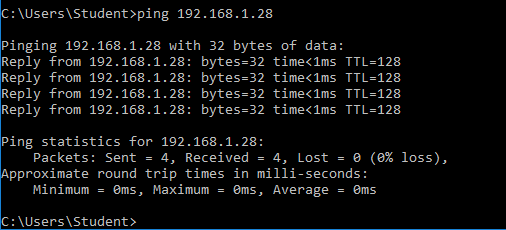 C:\Users\Student>ping 192.168.1.28
Pinging 192.168.1.28 with 32 bytes of data:
Reply from 192.168.1.28: bytes=32 time<1ms TTL=128
Reply from 192.168.1.28: bytes=32 time<1ms TTL=128
Reply from 192.168.1.28: bytes=32 time<1ms TTL=128
Reply from 192.168.1.28: bytes=32 time<1ms TTL=128
Ping statistics for 192.168.1.28:
    Packets: Sent = 4, Received = 4, Lost = 0 (0% loss),
Approximate round trip times in milli-seconds:
    Minimum = 0ms, Maximum = 0ms, Average = 0ms
C:\Users\Student>